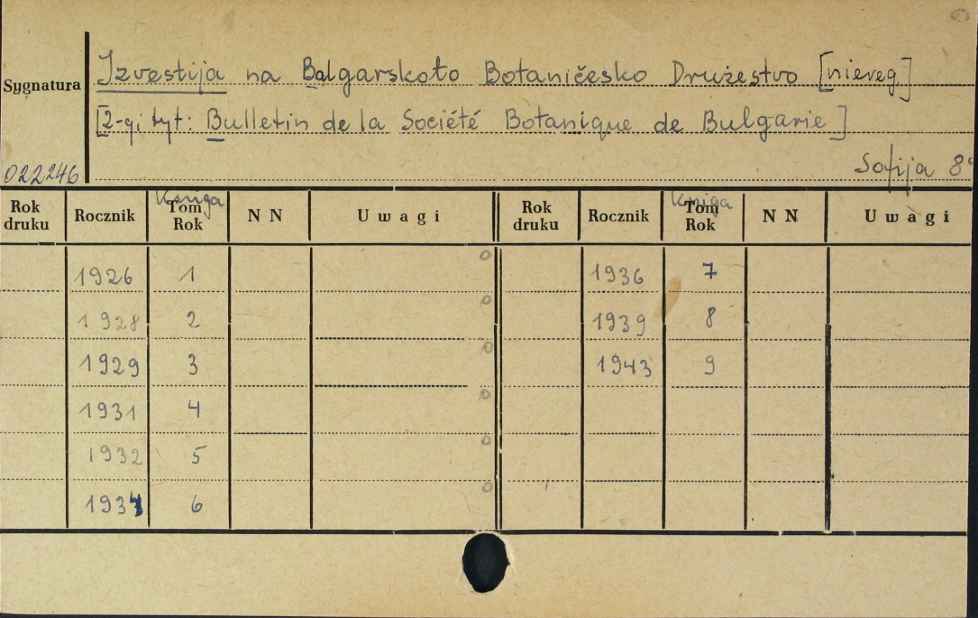 Izvestija na Balgarskoto Botaničesko Družestvo [niereg]
Sygnatura
[2-gi tyt: Bulletin de la Société Botanique de Bulgarie]
022246
Sofija 8°
Rok druku Rocznik Kniga Tom Rok NN Uwagi Rok druku Rocznik Kniga Tom Rok NN Uwagi
1926 1 1936 7
1928 2 1939 8
1929 3 1943 9
1931 4
1932 5
1934 6